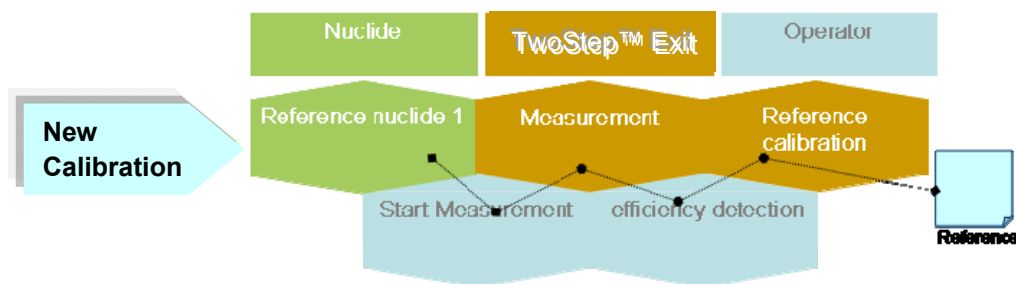 Nuclide
TwoStep™ Exit
Operator
New
Calibration
Reference nuclide 1
Measurement
Reference
calibration
Start Measurement
efficiency detection
Reference